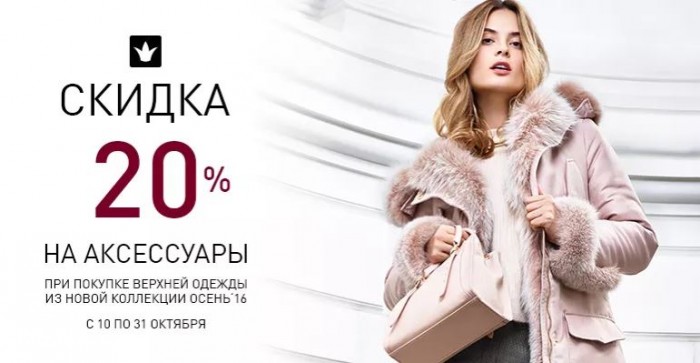 СКИДКА
20%
НА АКСЕССУАРЫ
ПРИ ПОКУПКЕ ВЕРХНЕЙ ОДЕЖДЫ
ИЗ НОВОЙ КОЛЛЕКЦИИ ОСЕНЬ'16
С 10 ПО 31 ОКТЯБРЯ